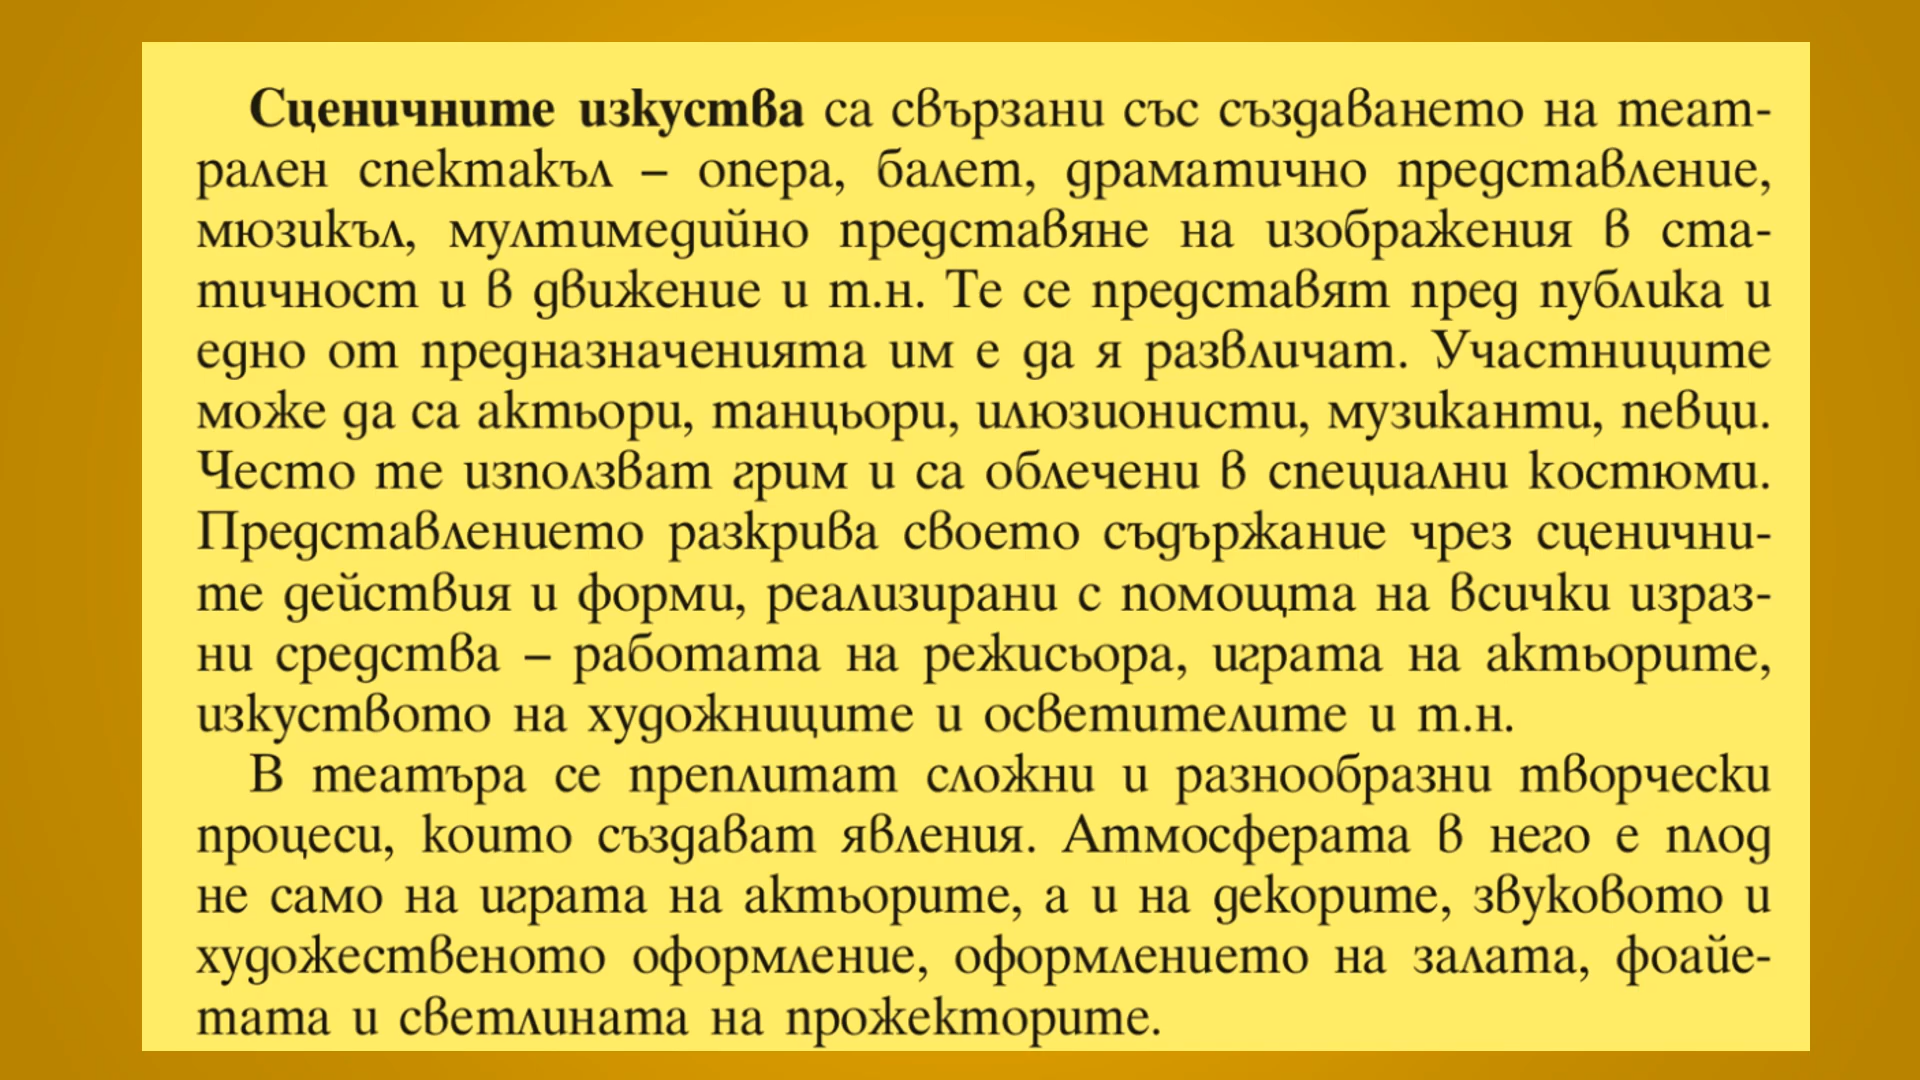 Сценичните изкуства са свързани със създаването на теат-
рален спектакъл – опера, балет, драматично представление,
мюзикъл, мултимедийно представяне на изображения в ста-
тичност и в движение и т.н. Те се представят пред публика и
едно от предназначенията им е да я развличат. Участниците
може да са актьори, танцьори, илюзионисти, музиканти, певци.
Често те използват грим и са облечени в специални костюми.
Представлението разкрива своето съдържание чрез сценични-
те действия и форми, реализирани с помощта на всички израз-
ни средства – работата на режисьора, играта на актьорите,
изкуството на художниците и осветителите и т.н.
В театъра се преплитат сложни и разнообразни творчески
процеси, които създават явления. Атмосферата в него е плод
не само на играта на актьорите, а и на декорите, звуковото и
художественото оформление, оформлението на залата, фоайе-
тата и светлината на прожекторите.